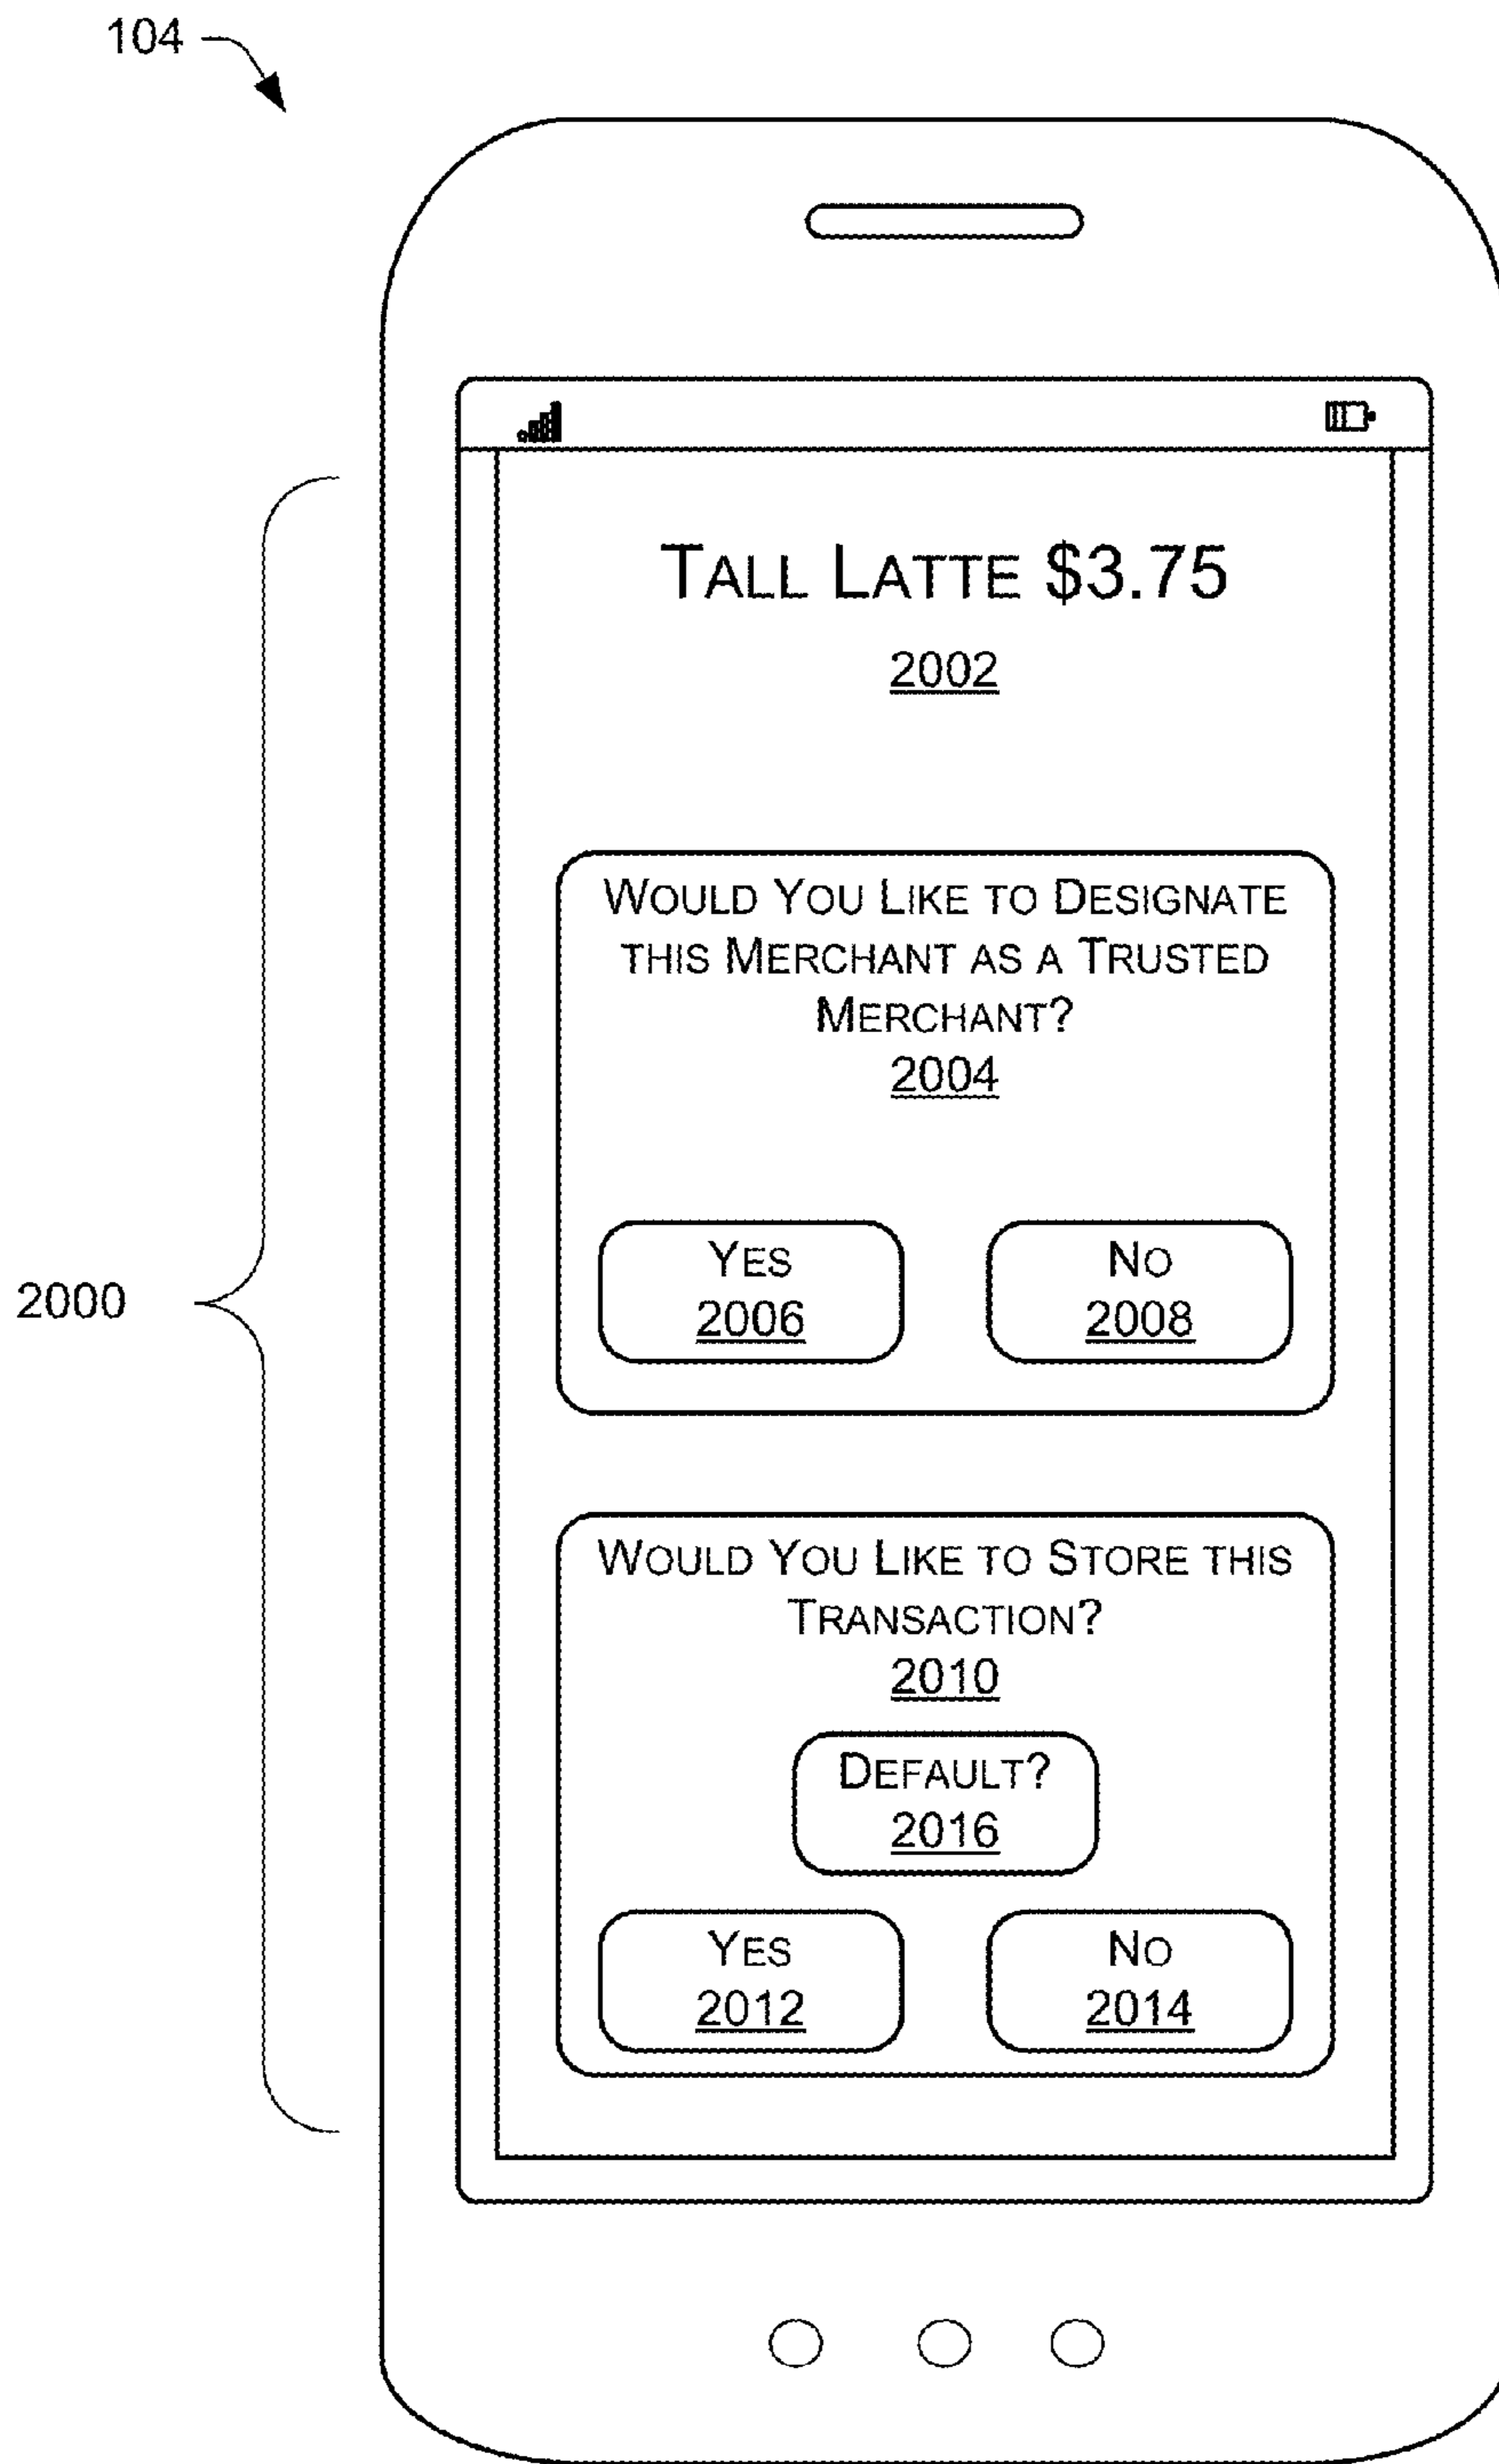 104
TALL LATTE $3.75
2002
WOULD YOU LIKE TO DESIGNATE
THIS MERCHANT AS A TRUSTED
MERCHANT?
2004
YES NO
2006 2008
2000
WOULD YOU LIKE TO STORE THIS
TRANSACTION?
2010
DEFAULT?
2016
YES NO
2012 2014